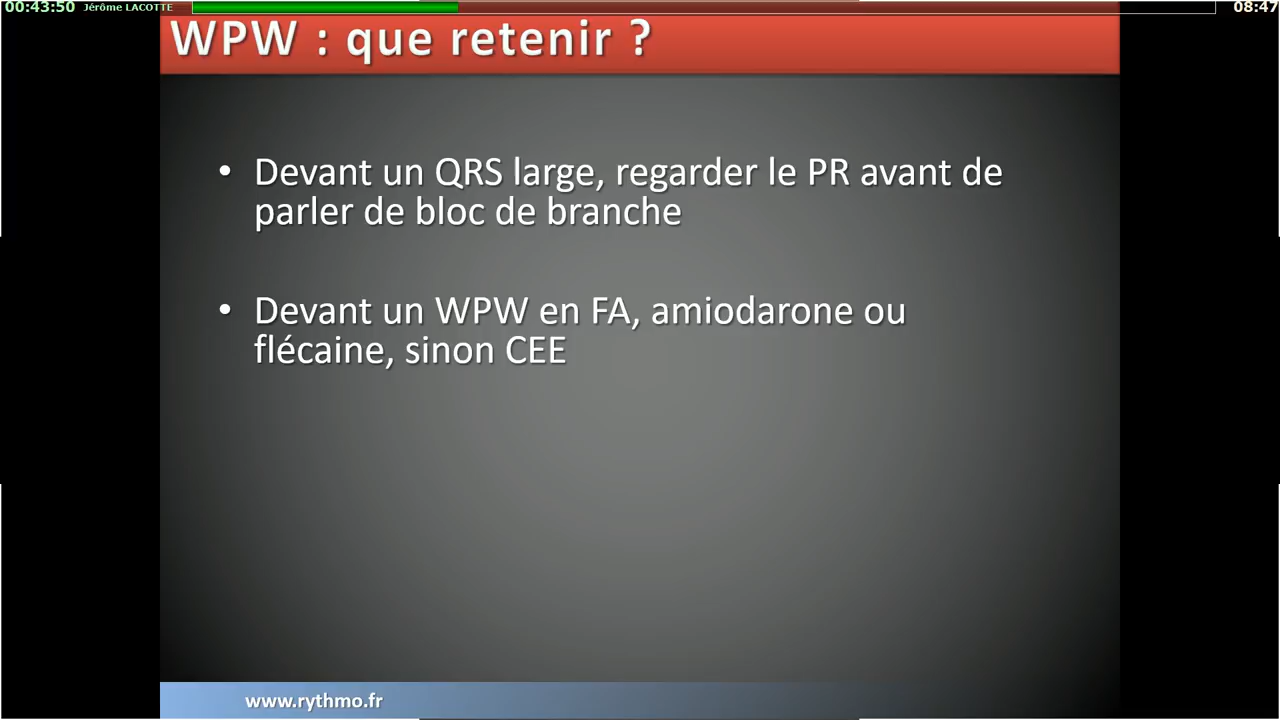 00:43:50 Jérôme LACOTTE 08:47
WPW : que retenir ?
• Devant un QRS large, regarder le PR avant de
parler de bloc de branche
• Devant un WPW en FA, amiodarone ou
flécaine, sinon CEE
www.rythmo.fr